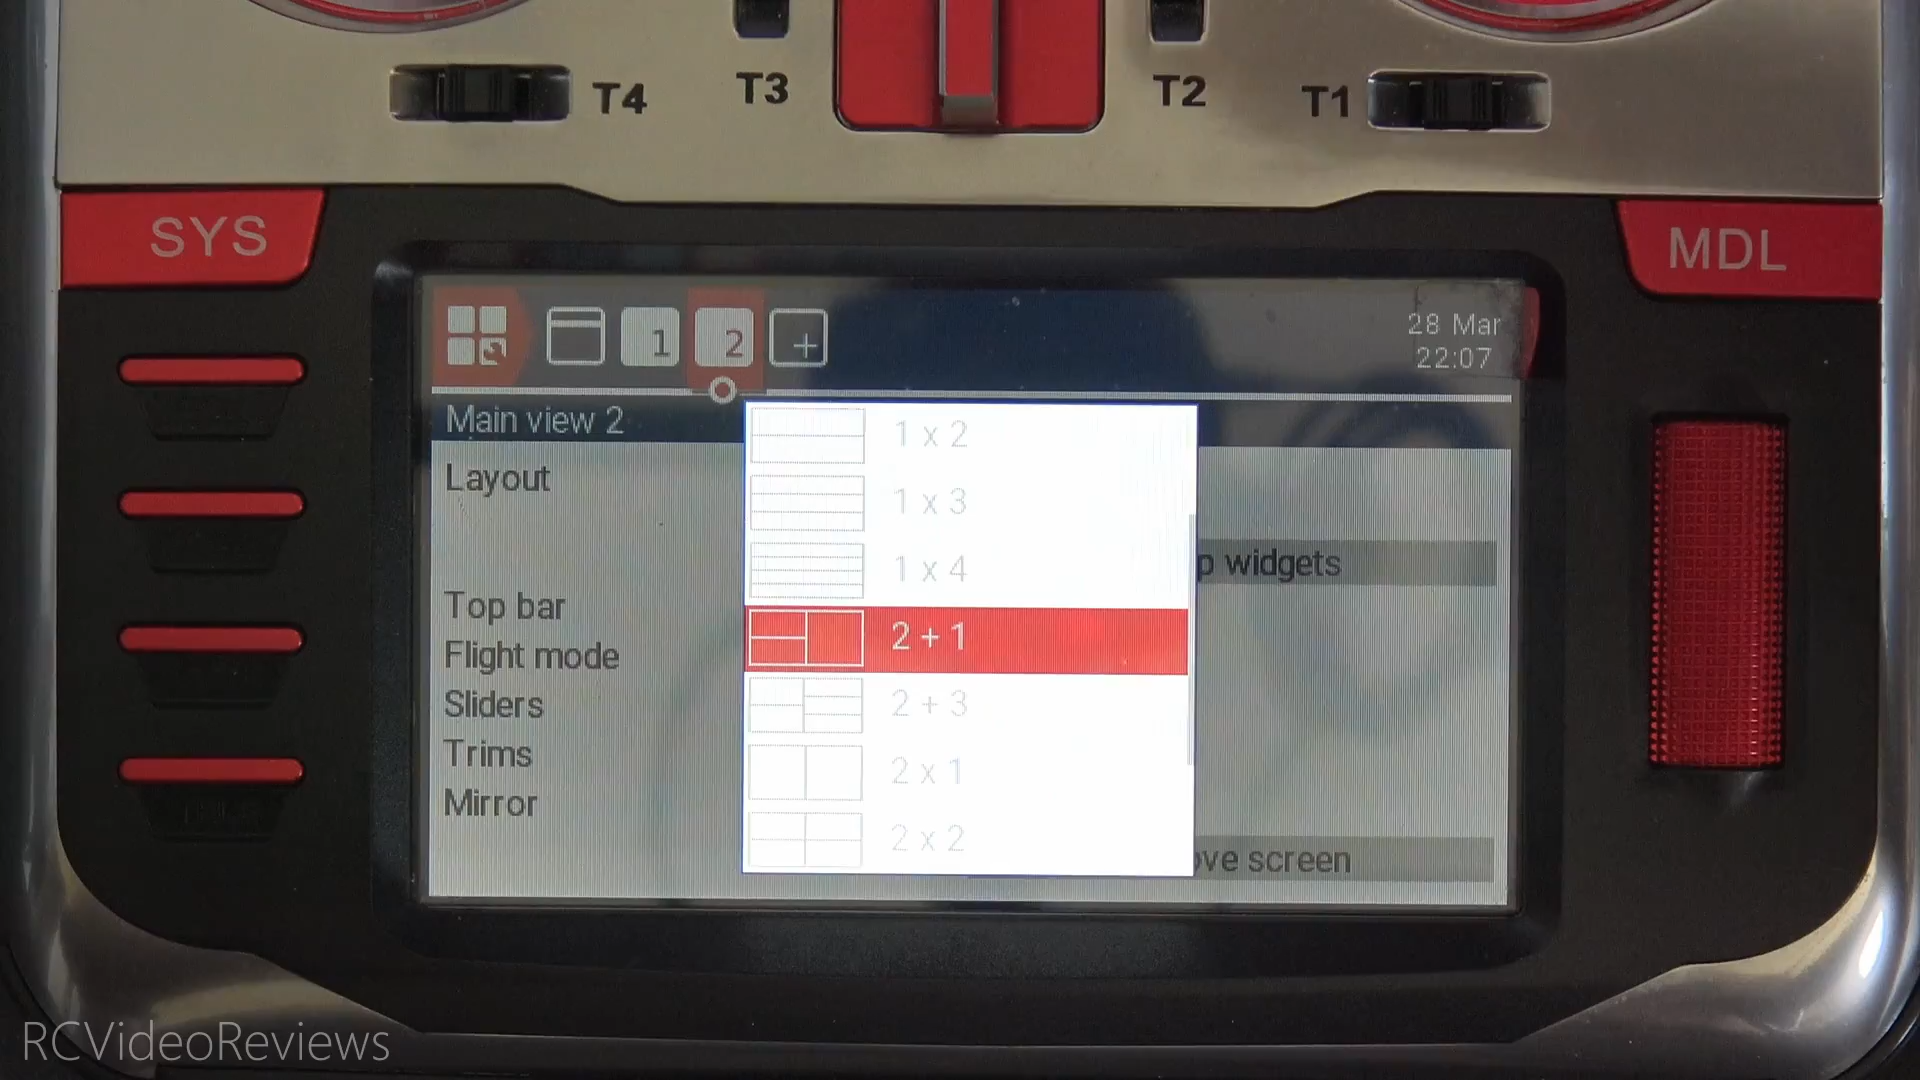 T4
T3
T2
T1
SYS
MDL
1
2
+
28 Mar
22:07
Main view 2
Layout
1 x 2
1 x 3
1 x 4
2 + 1
2 + 3
2 x 1
2 x 2
widgets
Top bar
Flight mode
Sliders
Trims
Mirror
screen
RCVideoReviews